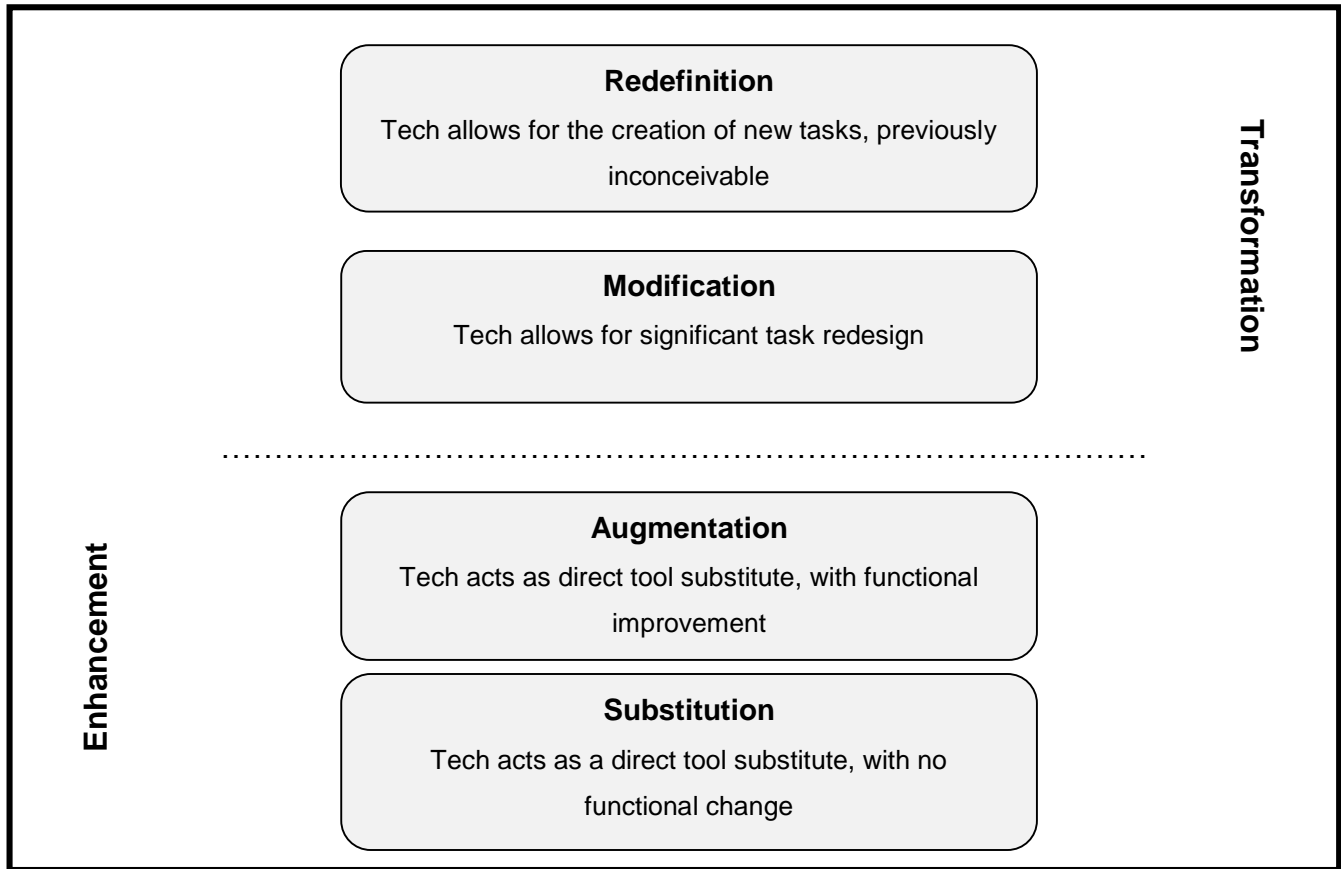 Redefinition
Tech allows for the creation of new tasks, previously
inconceivable
Transformation
Modification
Tech allows for significant task redesign
Augmentation
Tech acts as direct tool substitute, with functional
improvement
Enhancement
Substitution
Tech acts as a direct tool substitute, with no
functional change